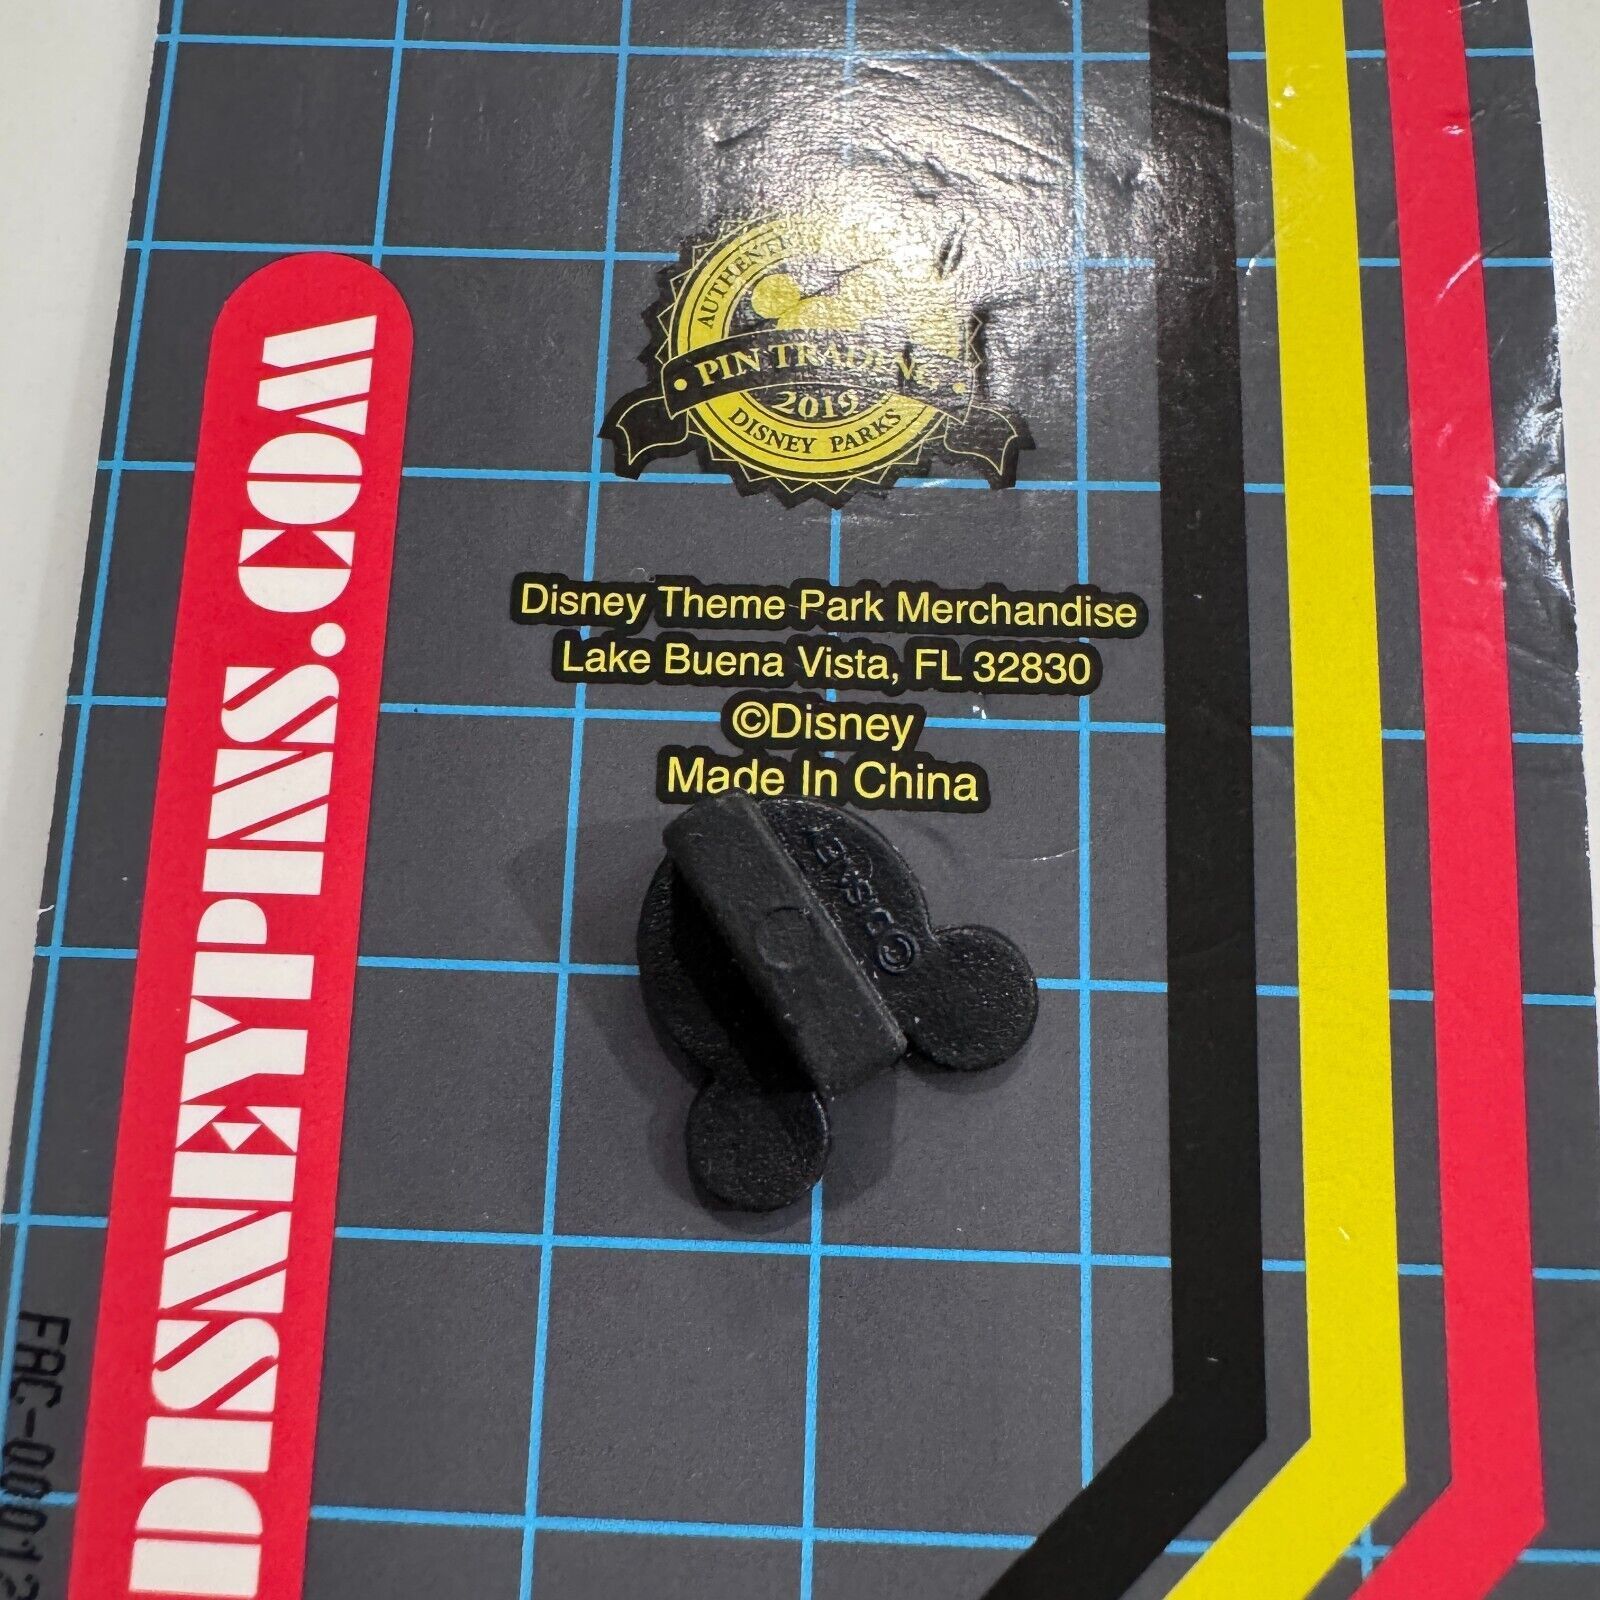 AUTHENTIC
PIN TRADING
2019
DISNEY PARKS
Disney Theme Park Merchandise
Lake Buena Vista, FL 32830
©Disney
Made In China
DISNEYPINS.COM